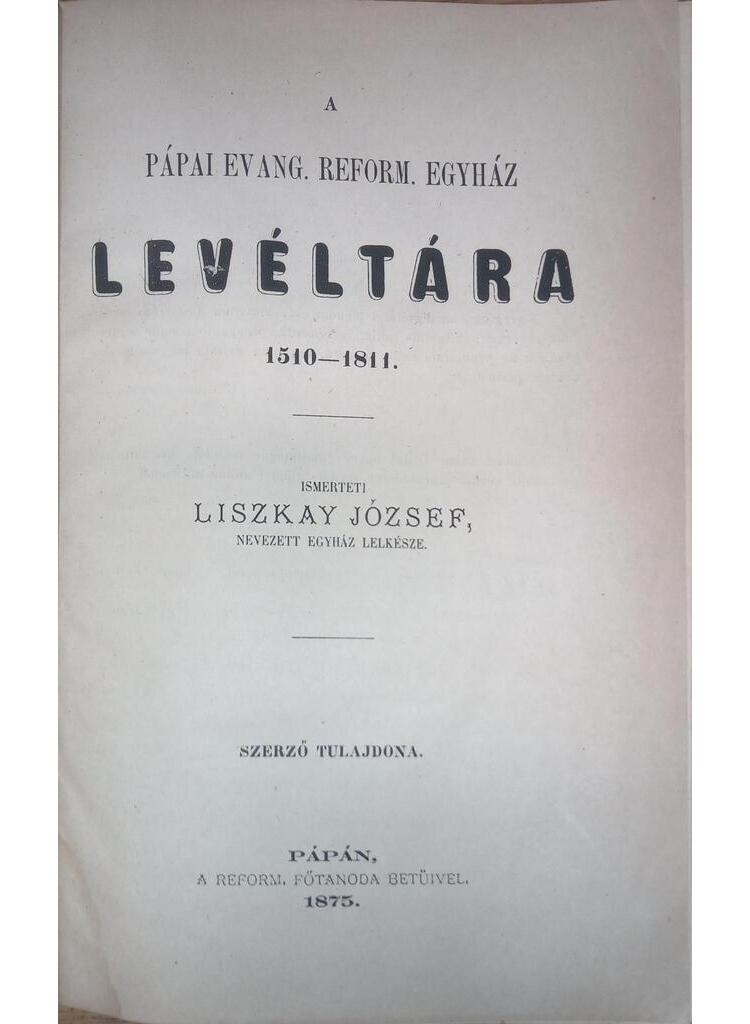 A
PÁPAI EVANG. REFORM. EGYHÁZ
LEVÉLTÁRA
1510—1811.
ISMERTETI
LISZKAY JÓZSEF,
NEVEZETT EGYHÁZ LELKÉSZE.
SZERZŐ TULAJDONA.
PÁPÁN,
A REFORM. FŐTANODA BETŰIVEL.
1875.